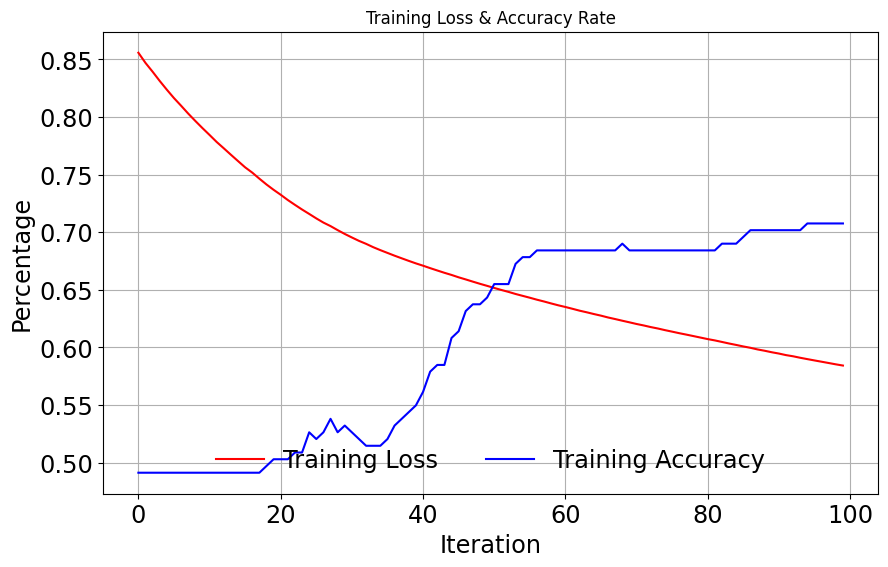 Training Loss & Accuracy Rate
0.85
0.80
0.75
0.70
0.65
0.60
0.55
0.50
Percentage
Training Loss
Training Accuracy
0 20 40 60 80 100
Iteration